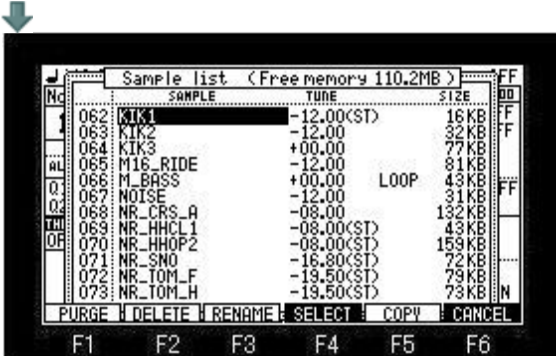 Sample list (Free memory 110.2MB)
SAMPLE TUNE SIZE
062 KIK1 -12.00(ST) 16KB
063 KIK2 -12.00 32KB
064 KIK3 +00.00 77KB
065 M16_RIDE -12.00 81KB
066 M_BASS +00.00 LOOP 43KB
067 NOISE -12.00 31KB
068 NR_CRS_A -08.00 132KB
069 NR_HHCL1 -08.00(ST) 43KB
070 NR_HHOP2 -08.00(ST) 159KB
071 NR_SNO -16.80(ST) 72KB
072 NR_TOM_F -19.50(ST) 79KB
073 NR_TOM_H -19.50(ST) 73KB
PURGE DELETE RENAME SELECT COPY CANCEL
F1 F2 F3 F4 F5 F6